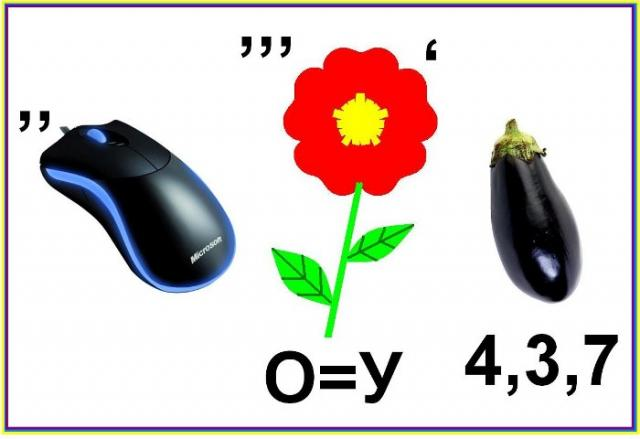 ,,, ‘
,,
Microsoft
О=У
4,3,7